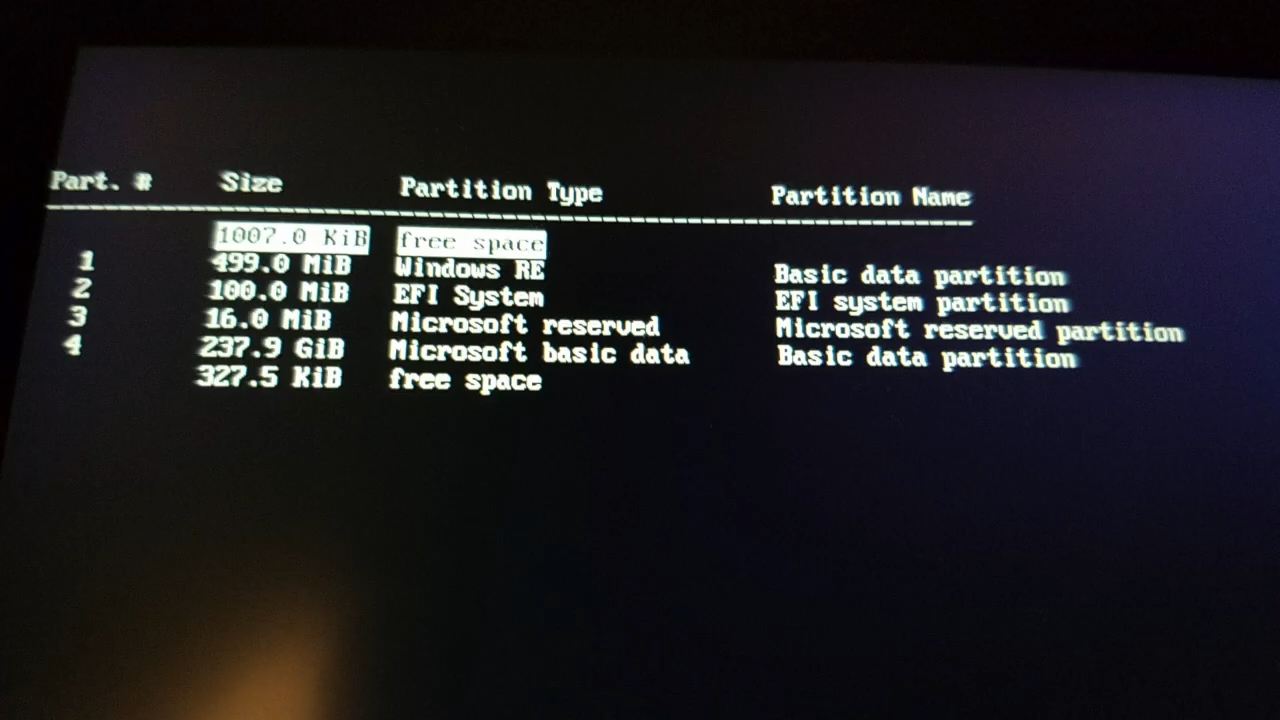 Part. # Size Partition Type Partition Name
1007.0 KiB free space
1 499.0 MiB Windows RE Basic data partition
2 100.0 MiB EFI System EFI system partition
3 16.0 MiB Microsoft reserved Microsoft reserved partition
4 237.9 GiB Microsoft basic data Basic data partition
327.5 KiB free space